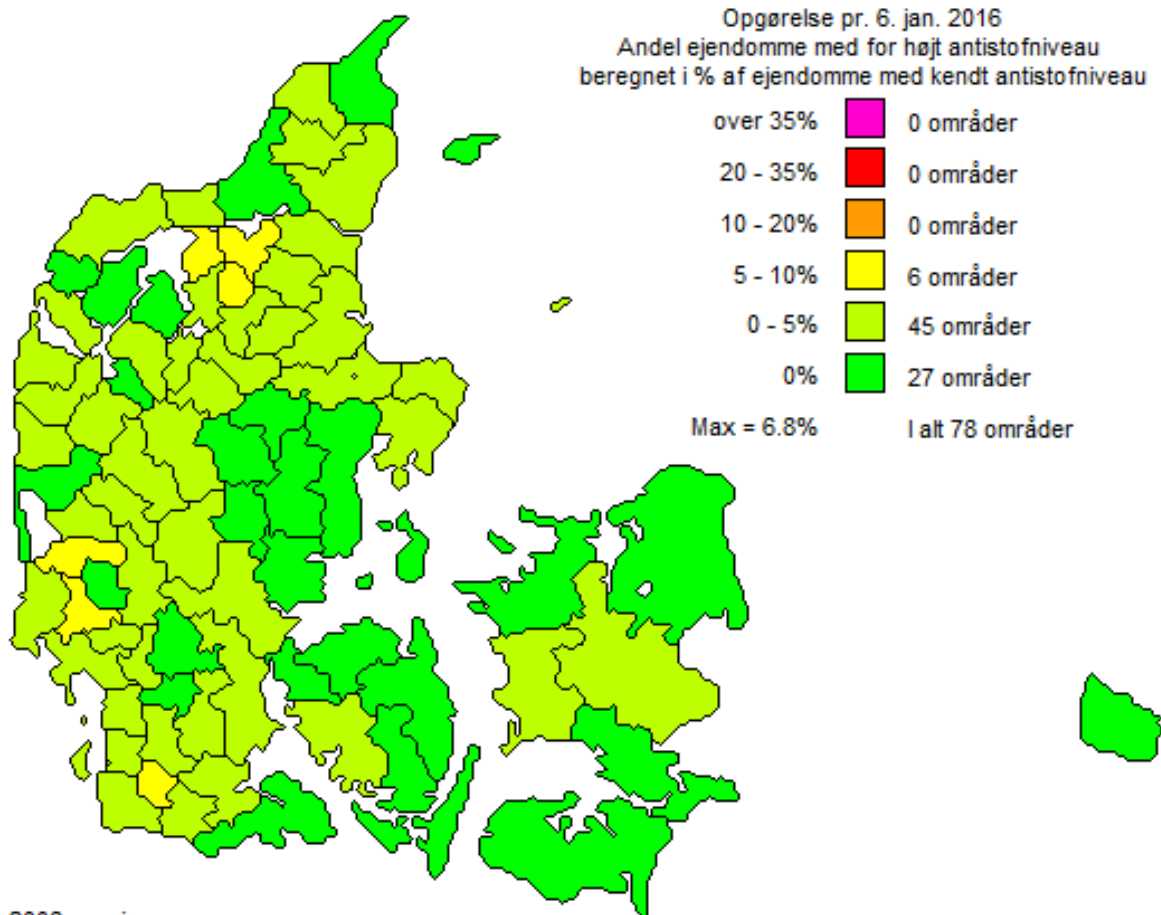 Opgørelse pr. 6. jan. 2016
Andel ejendomme med for højt antistofniveau
beregnet i % af ejendomme med kendt antistofniveau
over 35% 0 områder
20 - 35% 0 områder
10 - 20% 0 områder
5 - 10% 6 områder
0 - 5% 45 områder
0% 27 områder
Max = 6.8% I alt 78 områder